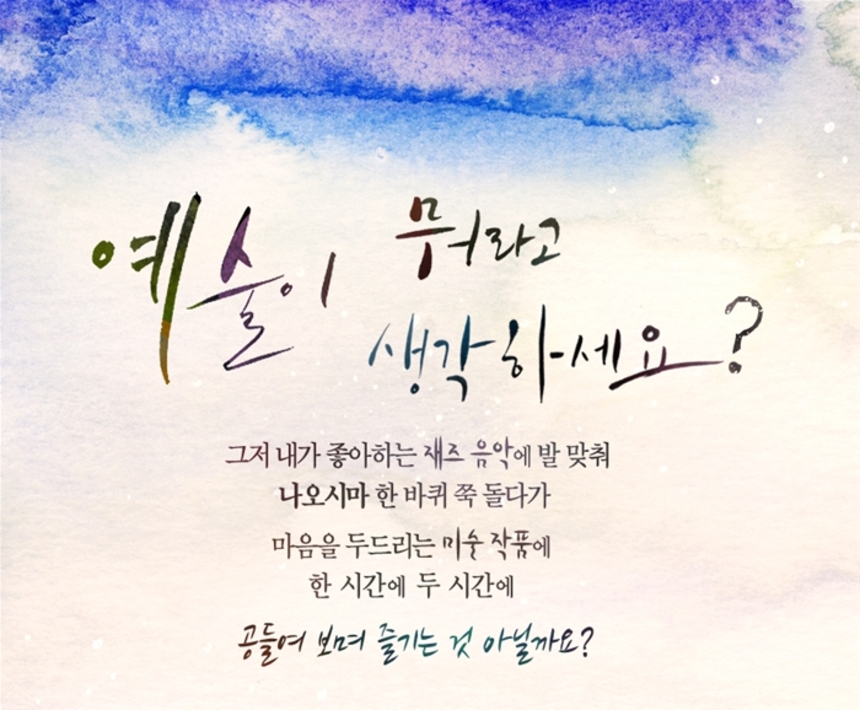 예술이 뭐라고
생각하세요?
그저 내가 좋아하는 재즈 음악에 발 맞춰
나오시마 한 바퀴 쭉 돌다가
마음을 두드리는 미술 작품에
한 시간에 두 시간에
공들여 보며 즐기는 것 아닐까요?